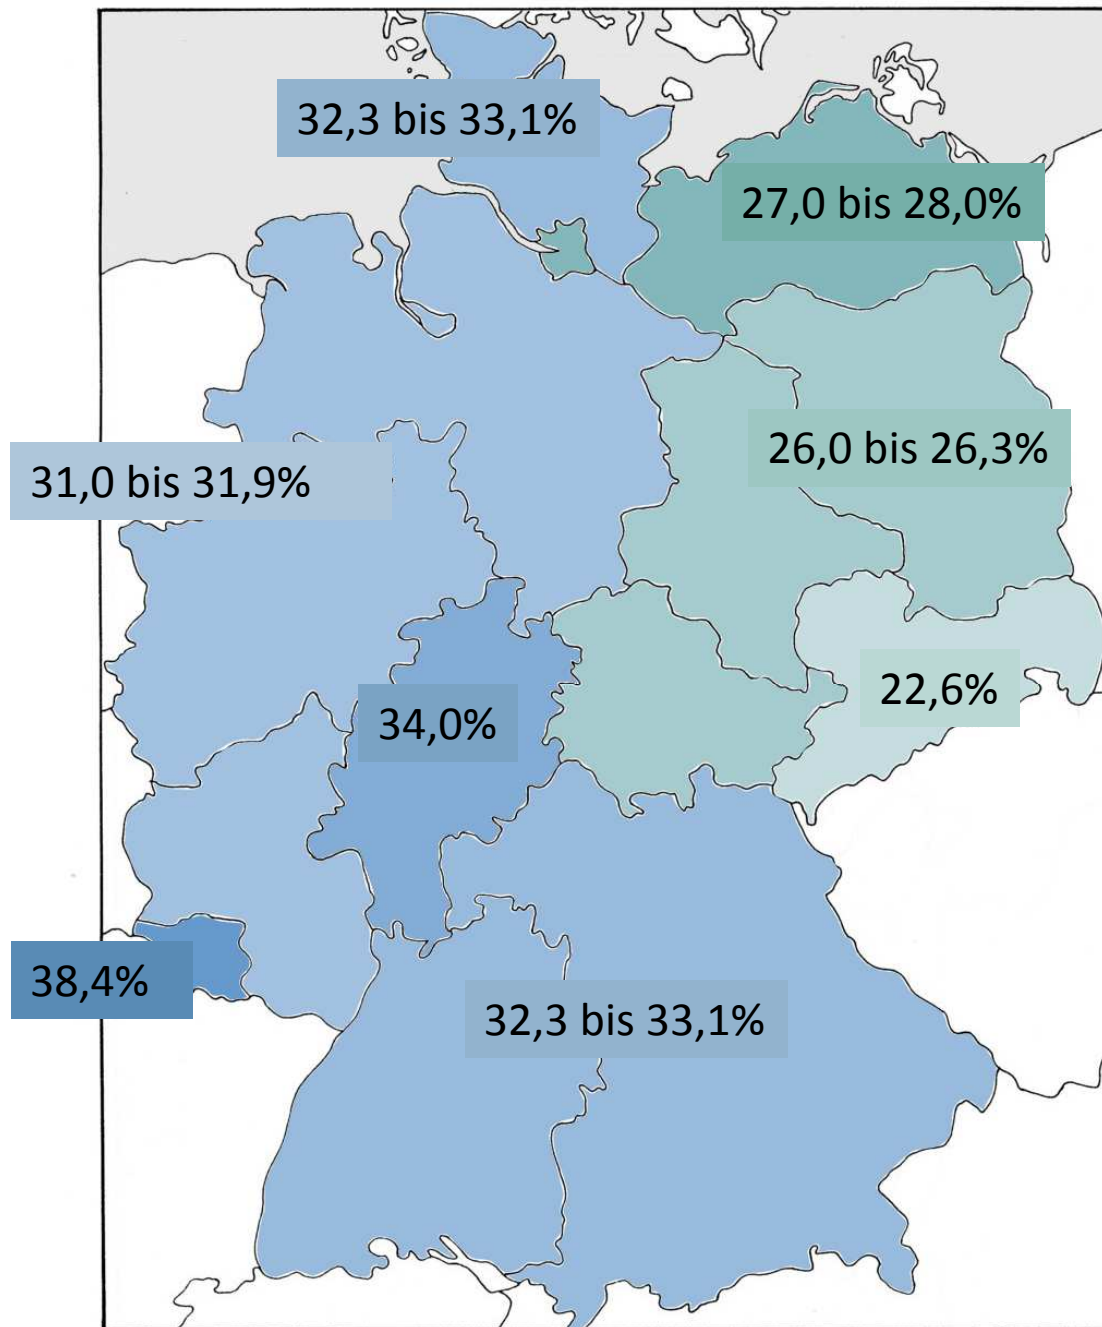 32,3 bis 33,1%
27,0 bis 28,0%
26,0 bis 26,3%
31,0 bis 31,9%
22,6%
34,0%
38,4%
32,3 bis 33,1%